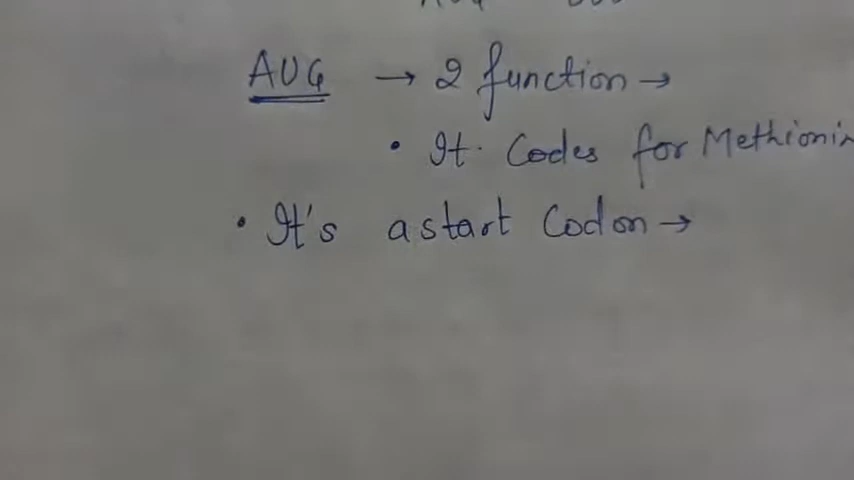 AUG → 2 function →
• It. Codes for Methionin
• It's a start Codon →